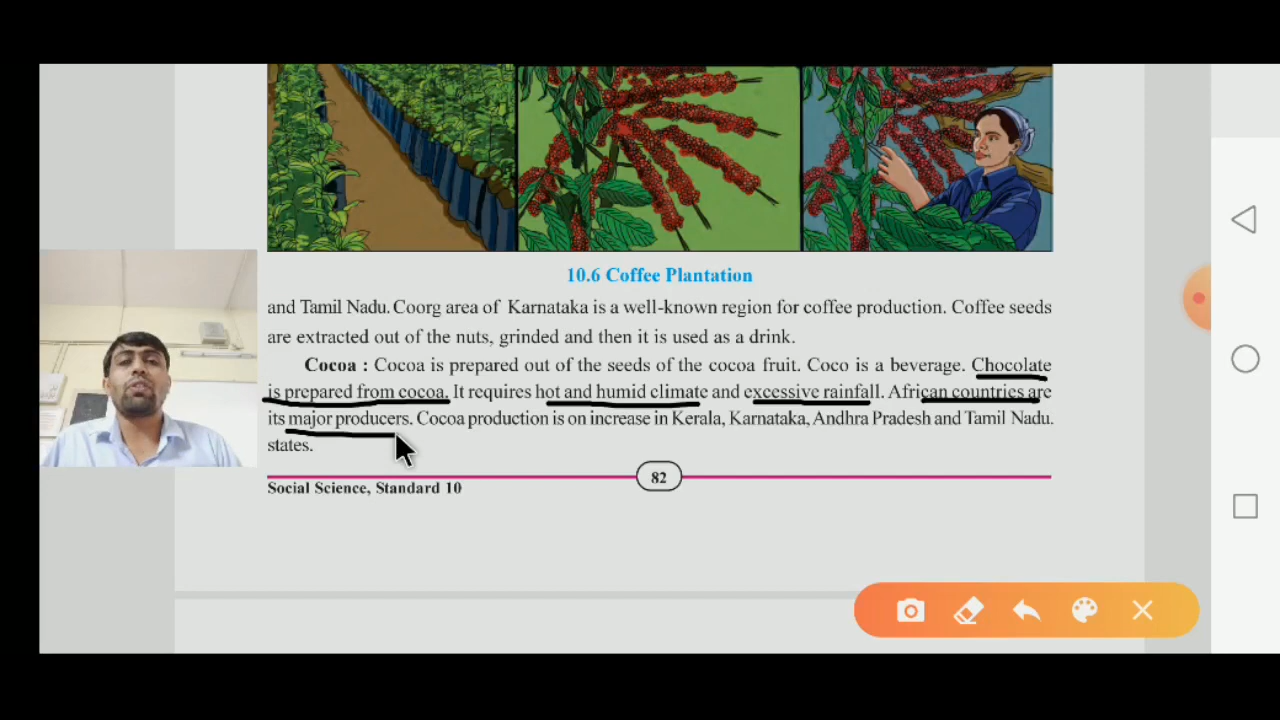 10.6 Coffee Plantation
and Tamil Nadu. Coorg area of Karnataka is a well-known region for coffee production. Coffee seeds
are extracted out of the nuts, grinded and then it is used as a drink.
Cocoa : Cocoa is prepared out of the seeds of the cocoa fruit. Coco is a beverage. Chocolate
is prepared from cocoa. It requires hot and humid climate and excessive rainfall. African countries are
its major producers. Cocoa production is on increase in Kerala, Karnataka, Andhra Pradesh and Tamil Nadu.
states.
82
Social Science, Standard 10